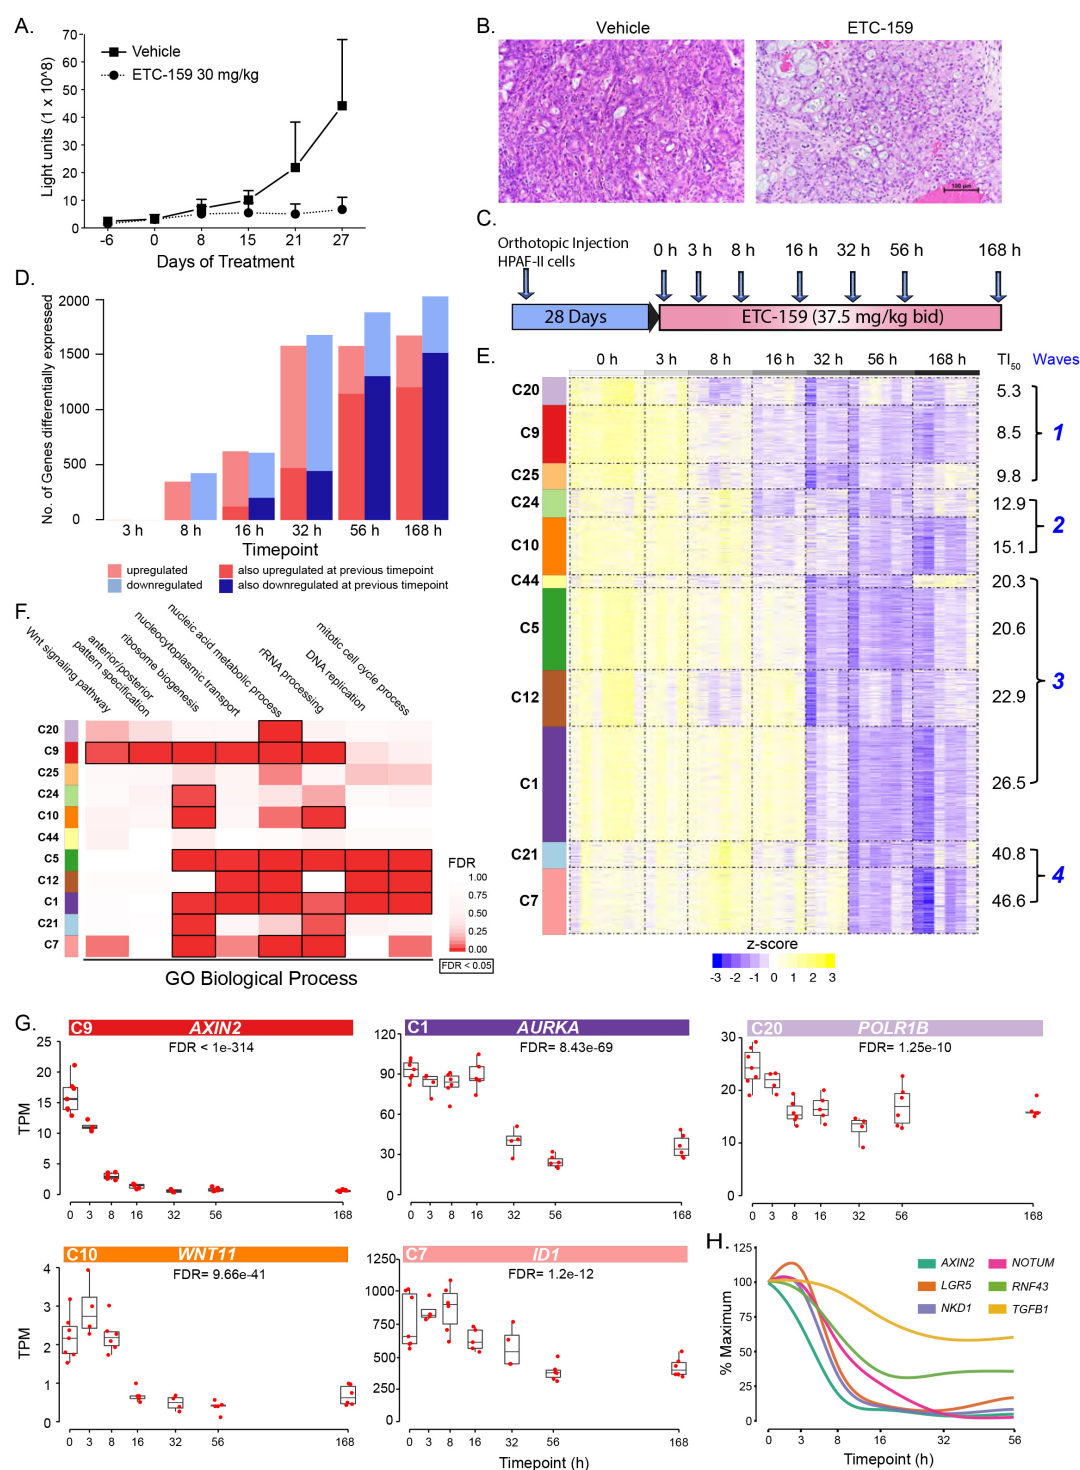 A.
Light units (1 x 10^8)
70
60
50
40
30
20
10
0
Vehicle
ETC-159 30 mg/kg
-6 0 8 15 21 27
Days of Treatment
B.
Vehicle ETC-159
100 µm
C.
Orthotopic Injection
HPAF-II cells
0 h 3 h 8 h 16 h 32 h 56 h 168 h
28 Days
ETC-159 (37.5 mg/kg bid)
D.
No. of Genes differentially expressed
2000
1500
1000
500
0
3 h 8 h 16 h 32 h 56 h 168 h
Timepoint
upregulated
also upregulated at previous timepoint
downregulated
also downregulated at previous timepoint
E.
0 h 3 h 8 h 16 h 32 h 56 h 168 h
TI50 Waves
C20 5.3
C9 8.5
C25 9.8
1
C24 12.9
C10 15.1
2
C44 20.3
C5 20.6
C12 22.9
C1 26.5
3
C21 40.8
C7 46.6
4
z-score
-3 -2 -1 0 1 2 3
F.
Wnt signaling pathway
anterior/posterior
pattern specification
ribosome biogenesis
nucleocytoplasmic transport
nucleic acid metabolic process
rRNA processing
DNA replication
mitotic cell cycle process
C20
C9
C25
C24
C10
C44
C5
C12
C1
C21
C7
FDR
1.00
0.75
0.50
0.25
0.00
FDR < 0.05
GO Biological Process
G.
C9 AXIN2
FDR < 1e-314
TPM
25
20
15
10
5
0
0 3 8 16 32 56 168
C1 AURKA
FDR= 8.43e-69
120
90
60
30
0
0 3 8 16 32 56 168
C20 POLR1B
FDR= 1.25e-10
30
20
10
0
0 3 8 16 32 56 168
C10 WNT11
FDR= 9.66e-41
TPM
4
3
2
1
0
0 3 8 16 32 56 168
C7 ID1
FDR= 1.2e-12
1250
1000
750
500
250
0
0 3 8 16 32 56 168
Timepoint (h)
H.
% Maximum
125
100
75
50
25
0
AXIN2 NOTUM
LGR5 RNF43
NKD1 TGFB1
0 3 8 16 32 56
Timepoint (h)